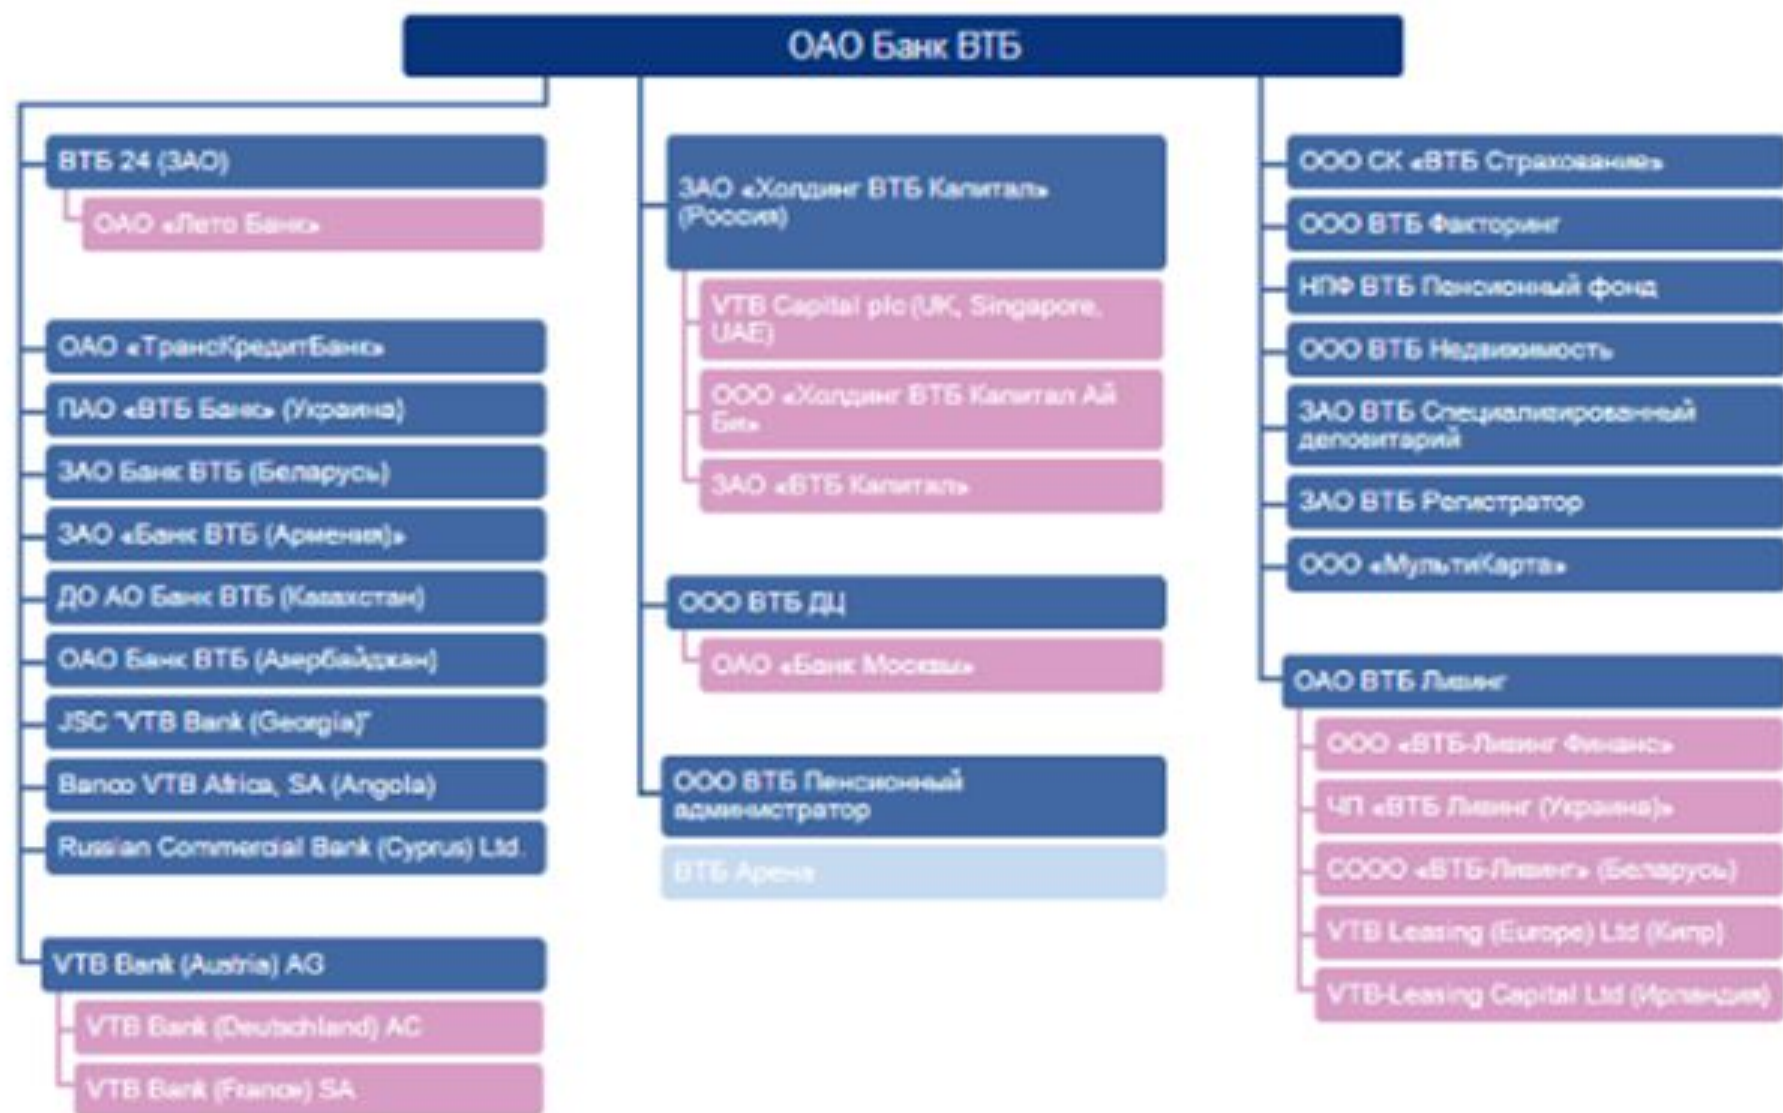 ОАО Банк ВТБ
ВТБ 24 (ЗАО)
ОАО «Лето Банк»
ОАО «ТрансКредитБанк»
ПАО «ВТБ Банк» (Украина)
ЗАО Банк ВТБ (Беларусь)
ЗАО «Банк ВТБ (Армения)»
ДО АО Банк ВТБ (Казахстан)
ОАО Банк ВТБ (Азербайджан)
JSC "VTB Bank (Georgia)"
Banco VTB Africa, SA (Angola)
Russian Commercial Bank (Cyprus) Ltd.
VTB Bank (Austria) AG
VTB Bank (Deutschland) AC
VTB Bank (France) SA
ЗАО «Холдинг ВТБ Капитал»
(Россия)
VTB Capital plc (UK, Singapore,
UAE)
ООО «Холдинг ВТБ Капитал Ай
Би»
ЗАО «ВТБ Капитал»
ООО ВТБ ДЦ
ОАО «Банк Москвы»
ООО ВТБ Пенсионный
администратор
ВТБ Арена
ООО СК «ВТБ Страхование»
ООО ВТБ Факторинг
НПФ ВТБ Пенсионный фонд
ООО ВТБ Недвижимость
ЗАО ВТБ Специализированный
депозитарий
ЗАО ВТБ Регистратор
ООО «МультиКарта»
ОАО ВТБ Лизинг
ООО «ВТБ-Лизинг Финанс»
ЧП «ВТБ Лизинг (Украина)»
СООО «ВТБ-Лизинг» (Беларусь)
VTB Leasing (Europe) Ltd (Кипр)
VTB-Leasing Capital Ltd (Ирландия)